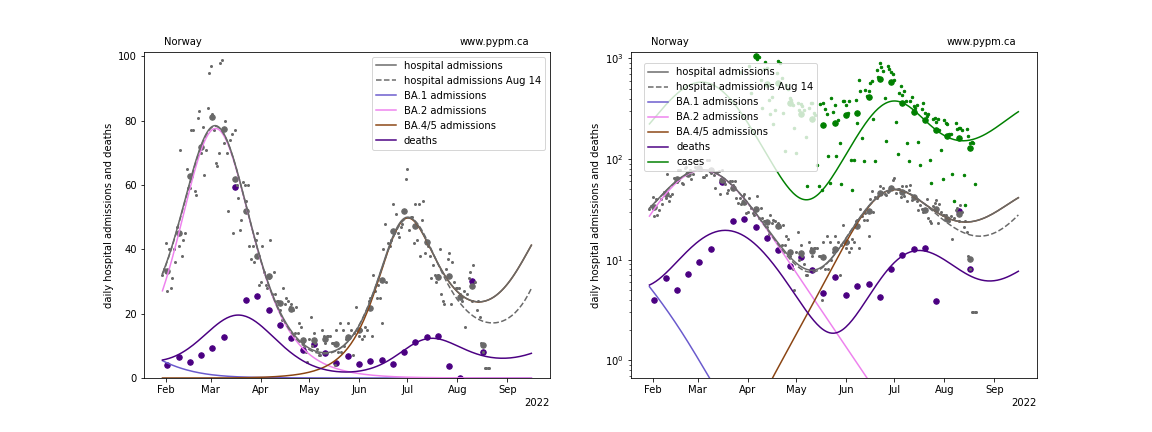 Norway
www.pypm.ca
daily hospital admissions and deaths
100
80
60
40
20
0
hospital admissions
hospital admissions Aug 14
BA.1 admissions
BA.2 admissions
BA.4/5 admissions
deaths
Feb
Mar
Apr
May
Jun
Jul
Aug
Sep
2022
Norway
www.pypm.ca
daily hospital admissions and deaths
10³
10²
10¹
10⁰
hospital admissions
hospital admissions Aug 14
BA.1 admissions
BA.2 admissions
BA.4/5 admissions
deaths
cases
Feb
Mar
Apr
May
Jun
Jul
Aug
Sep
2022